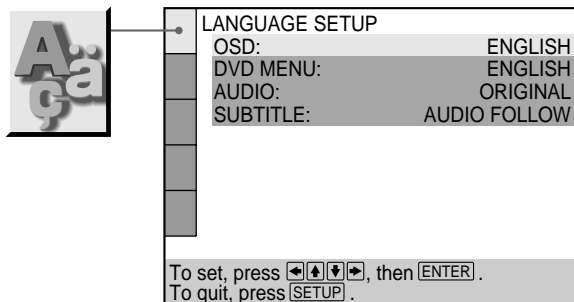 Aäç
LANGUAGE SETUP
OSD: ENGLISH
DVD MENU: ENGLISH
AUDIO: ORIGINAL
SUBTITLE: AUDIO FOLLOW
To set, press ←↑↓→, then ENTER.
To quit, press SETUP.